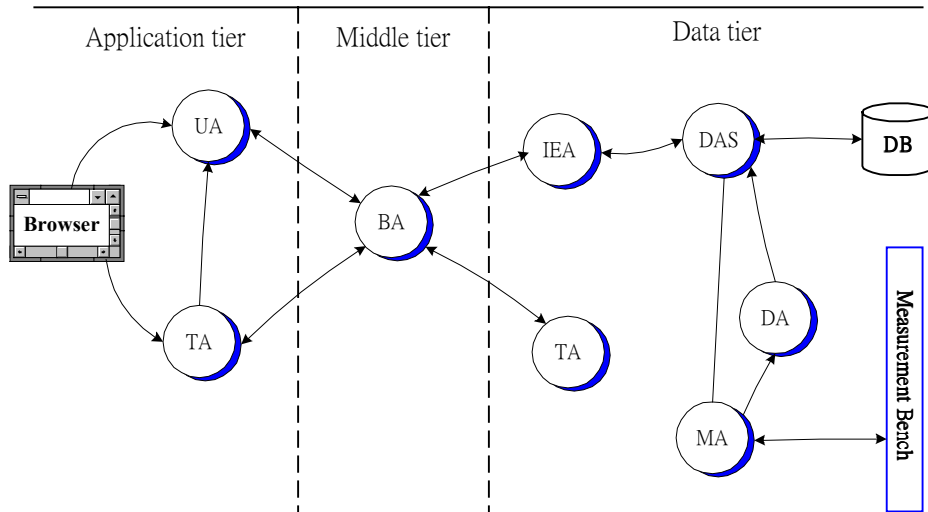 Application tier
Middle tier
Data tier
UA
IEA
DAS
DB
Browser
BA
TA
TA
DA
MA
Measurement Bench